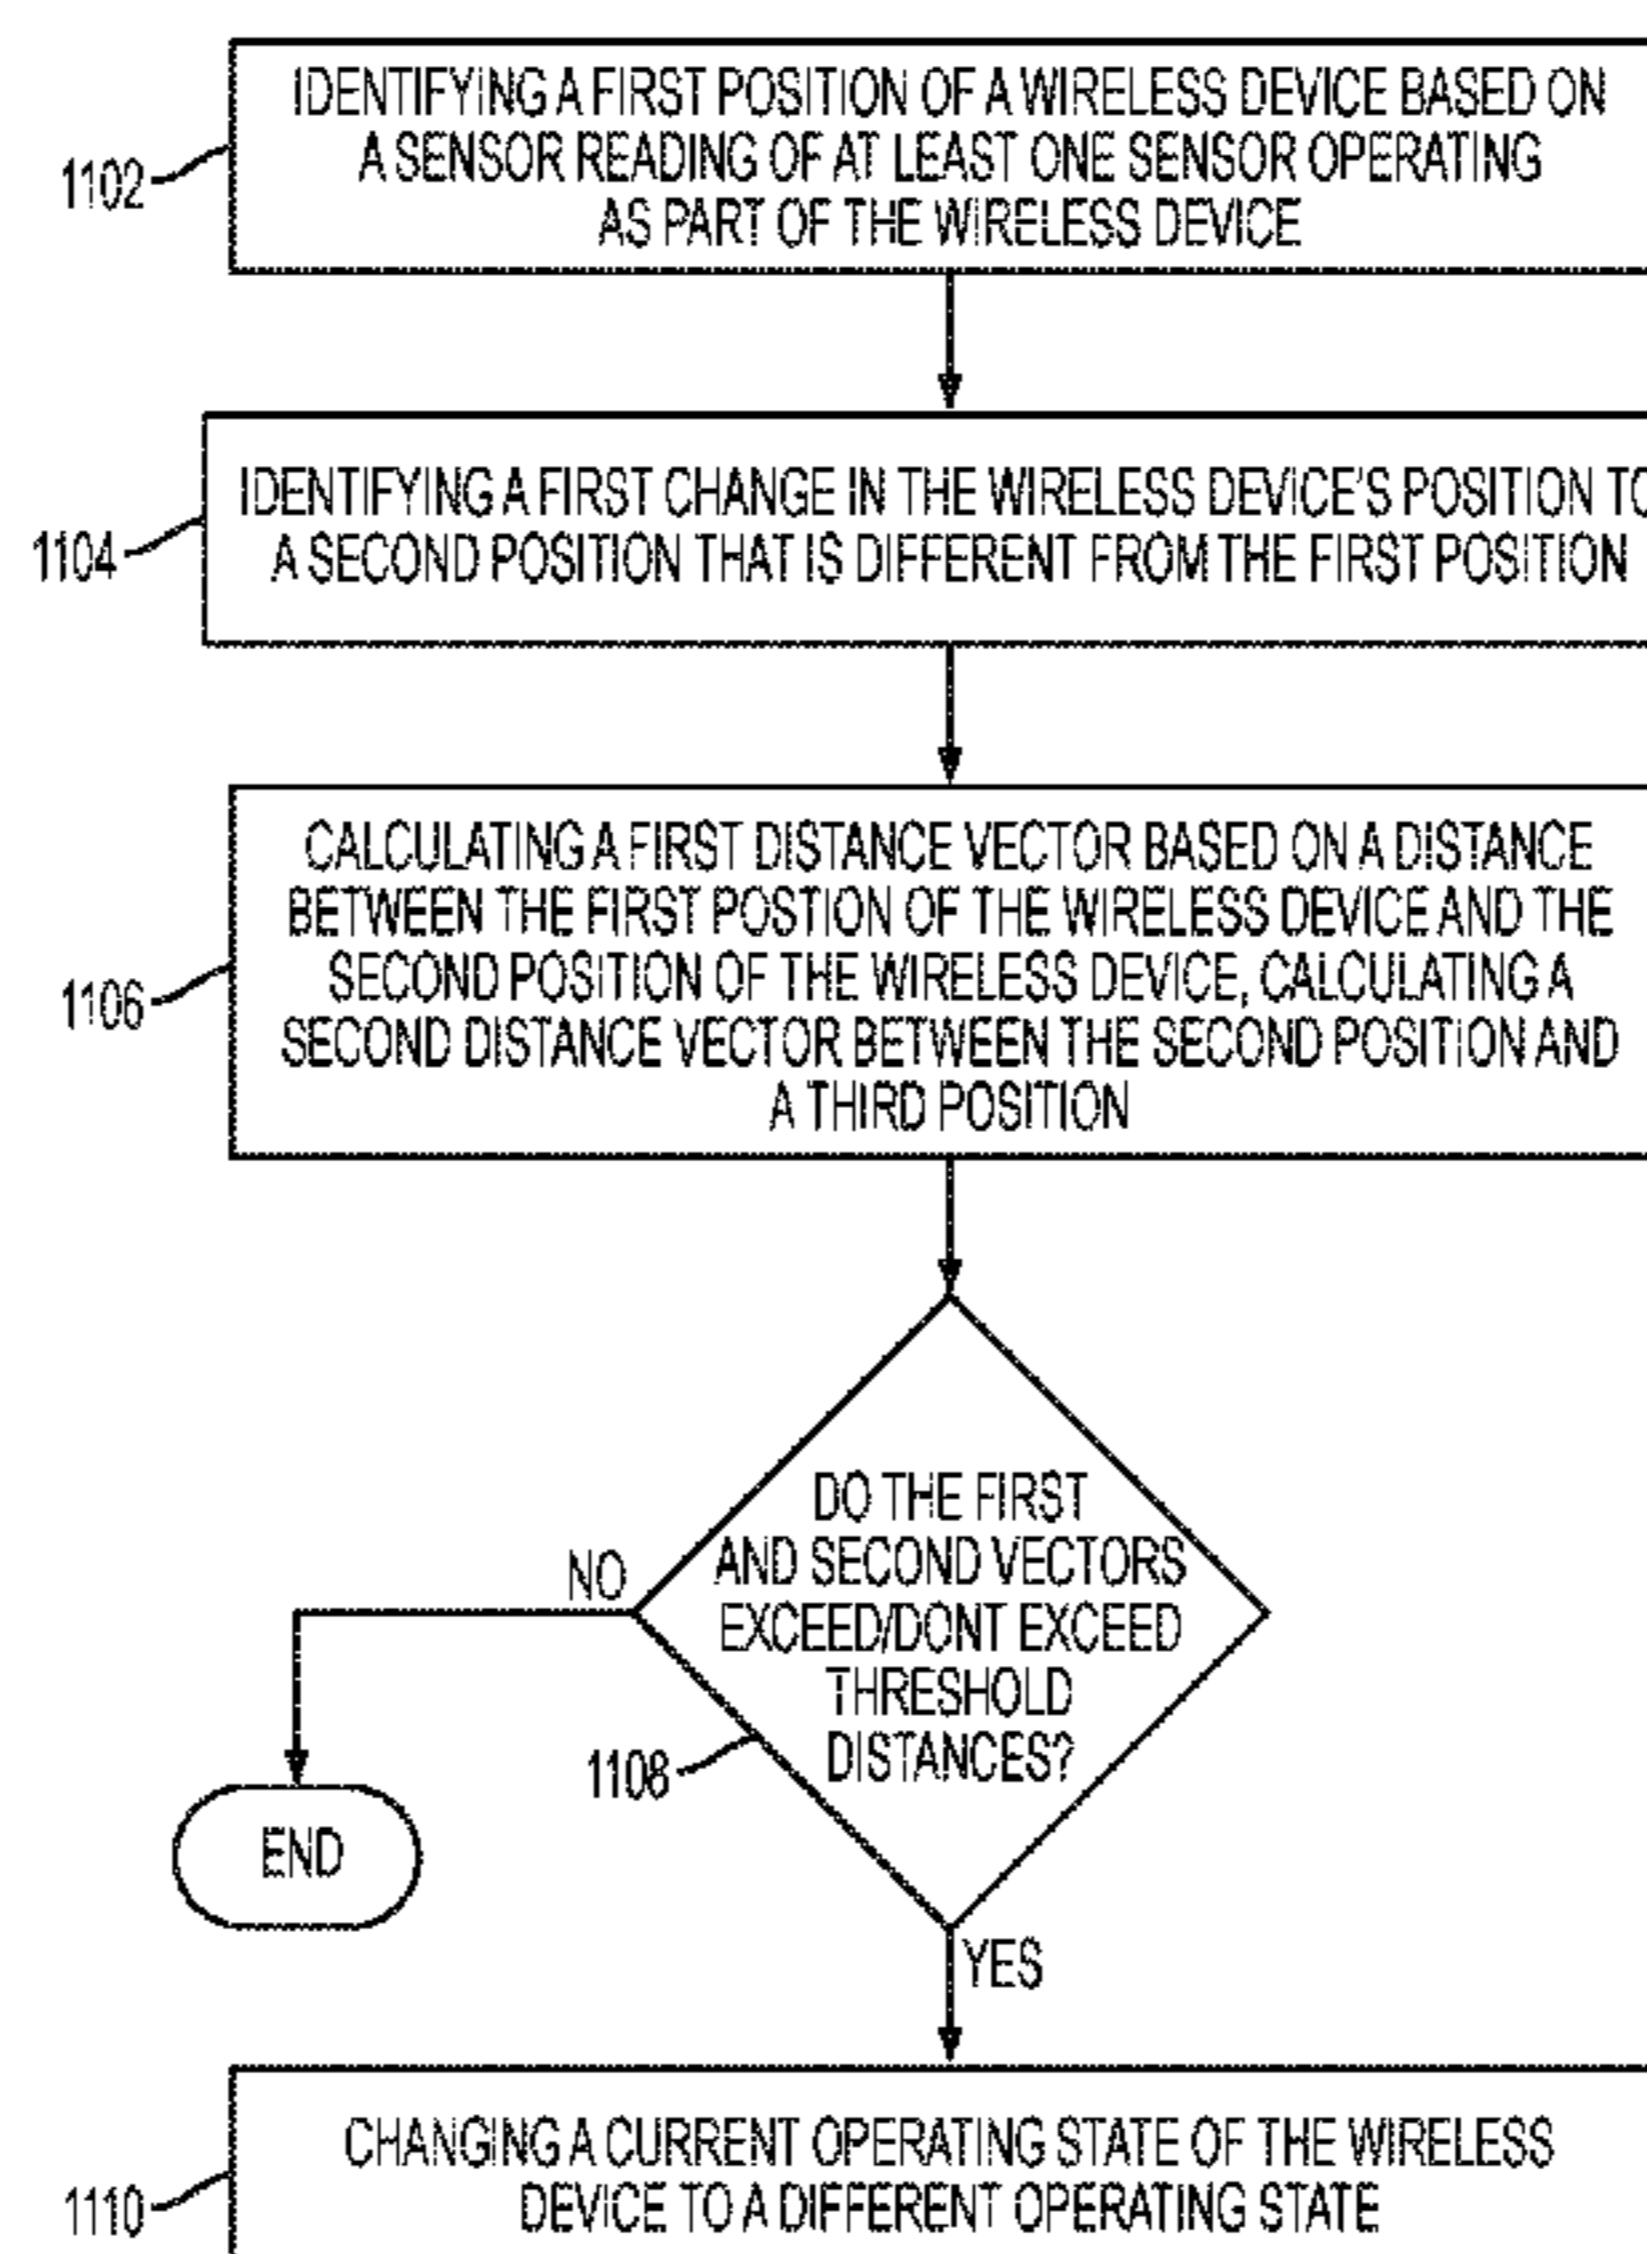 IDENTIFYING A FIRST POSITION OF A WIRELESS DEVICE BASED ON
A SENSOR READING OF AT LEAST ONE SENSOR OPERATING
AS PART OF THE WIRELESS DEVICE
1102
IDENTIFYING A FIRST CHANGE IN THE WIRELESS DEVICE'S POSITION TO
A SECOND POSITION THAT IS DIFFERENT FROM THE FIRST POSITION
1104
CALCULATING A FIRST DISTANCE VECTOR BASED ON A DISTANCE
BETWEEN THE FIRST POSTION OF THE WIRELESS DEVICE AND THE
SECOND POSITION OF THE WIRELESS DEVICE, CALCULATING A
SECOND DISTANCE VECTOR BETWEEN THE SECOND POSITION AND
A THIRD POSITION
1106
DO THE FIRST
AND SECOND VECTORS
EXCEED/DONT EXCEED
THRESHOLD
DISTANCES?
NO
1108
END
YES
CHANGING A CURRENT OPERATING STATE OF THE WIRELESS
DEVICE TO A DIFFERENT OPERATING STATE
1110